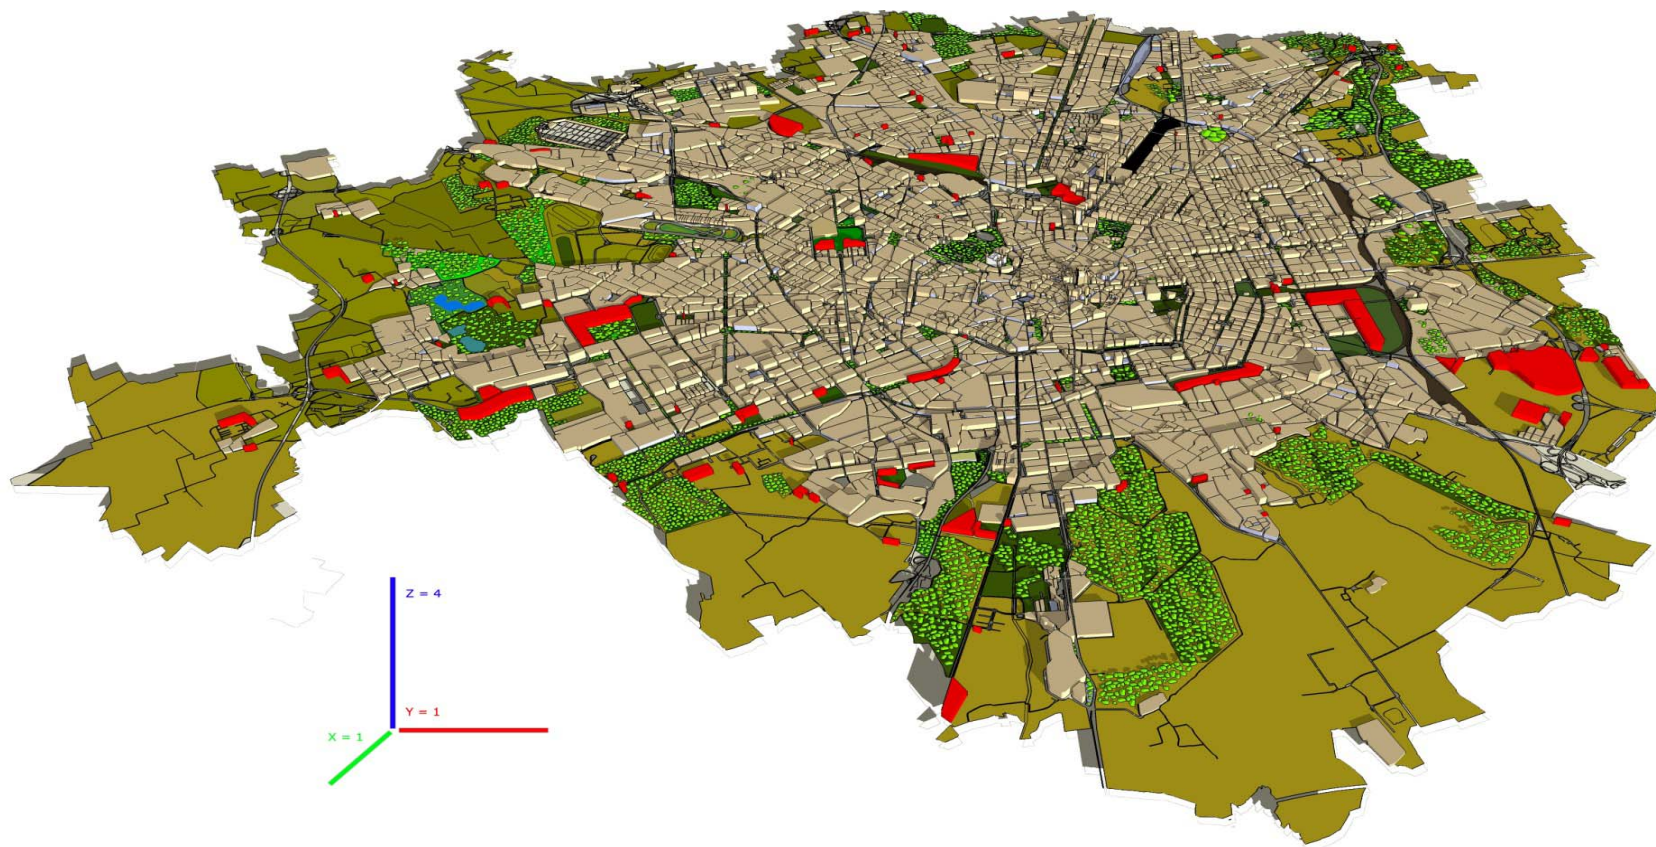 Z = 4
Y = 1
X = 1